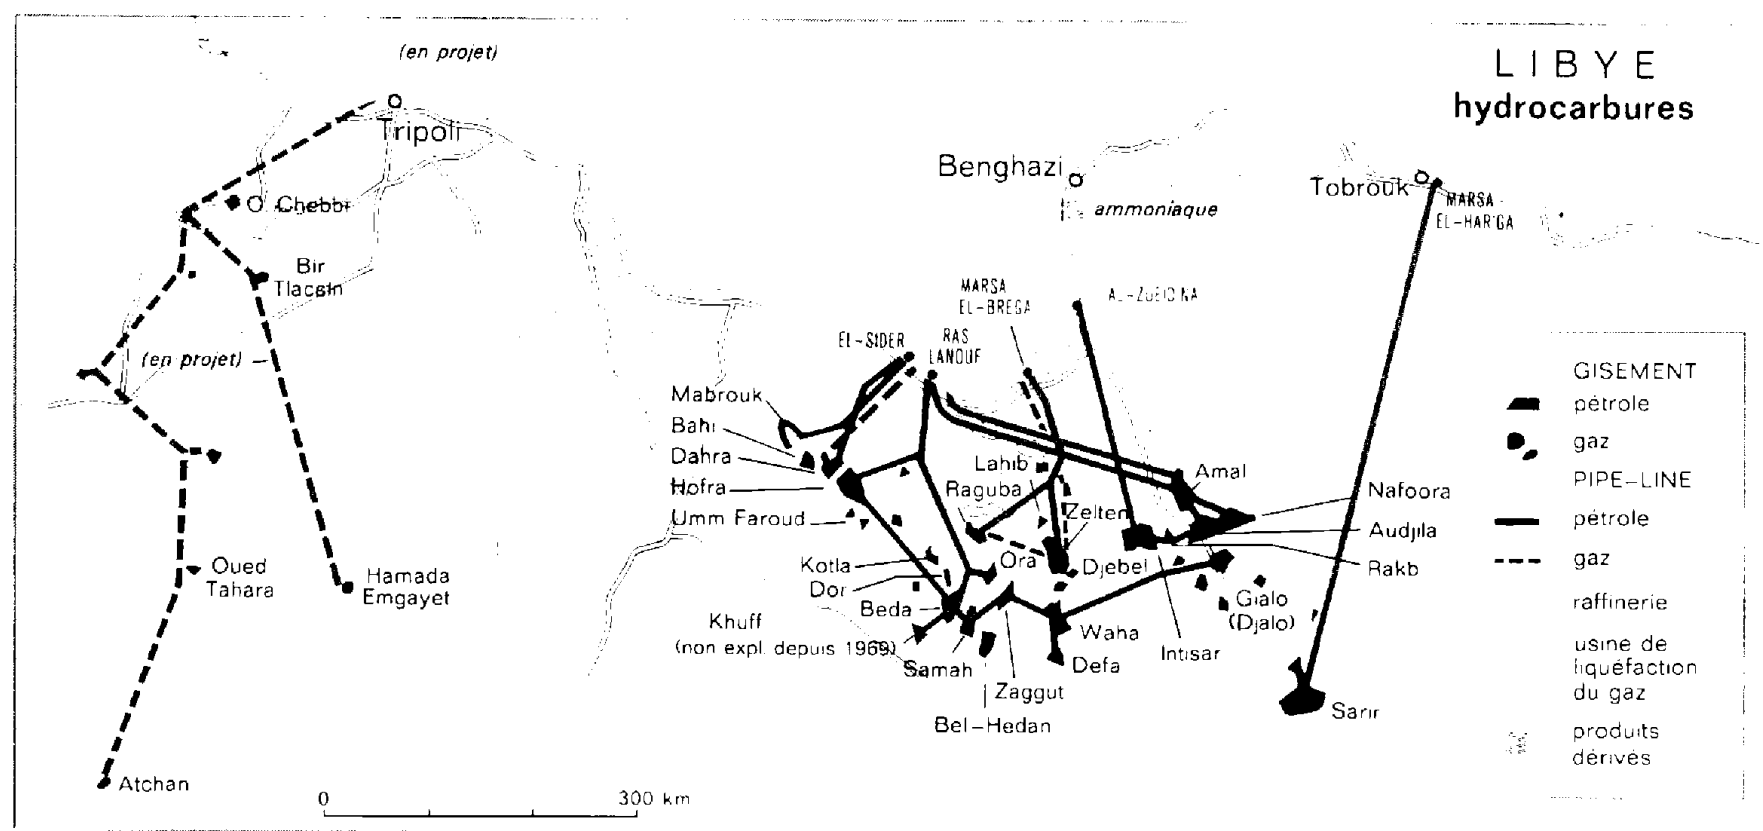 (en projet)
LIBYE
hydrocarbures
Tripoli
Benghazi
ammoniaque
Tobrouk
MARSA-
EL-HARIGA
O. Chebbi
Bir
Tlacsin
(en projet)
MARSA
EL-BREGA
AL-ZUEITINA
EL-SIDER
RAS
LANOUF
Mabrouk
Bahi
Dahra
Hofra
Umm Faroud
Lahib
Raguba
Zelten
Amal
Nafoora
Audjila
Rakb
Kotla
Dor
Beda
Ora
Djebel
Gialo
(Djalo)
Khuff
(non expl. depuis 1969)
Samah
Waha
Defa
Intisar
Zaggut
Bel-Hedan
Sarir
Oued
Tahara
Hamada
Emgayet
Atchan
0 300 km
GISEMENT
pétrole
gaz
PIPE-LINE
pétrole
gaz
raffinerie
usine de
liquéfaction
du gaz
produits
dérivés